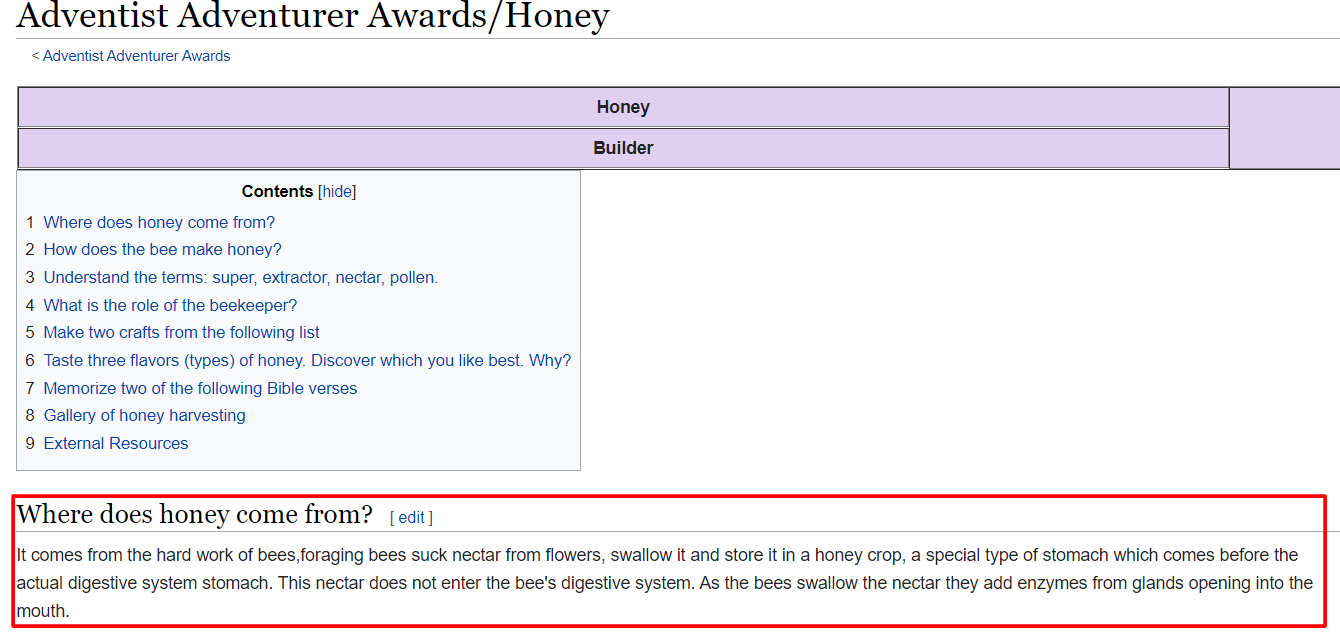 Adventist Adventurer Awards/Honey
< Adventist Adventurer Awards
Honey
Builder
Contents [hide]
1 Where does honey come from?
2 How does the bee make honey?
3 Understand the terms: super, extractor, nectar, pollen.
4 What is the role of the beekeeper?
5 Make two crafts from the following list
6 Taste three flavors (types) of honey. Discover which you like best. Why?
7 Memorize two of the following Bible verses
8 Gallery of honey harvesting
9 External Resources
Where does honey come from? [ edit ]
It comes from the hard work of bees,foraging bees suck nectar from flowers, swallow it and store it in a honey crop, a special type of stomach which comes before the
actual digestive system stomach. This nectar does not enter the bee's digestive system. As the bees swallow the nectar they add enzymes from glands opening into the
mouth.